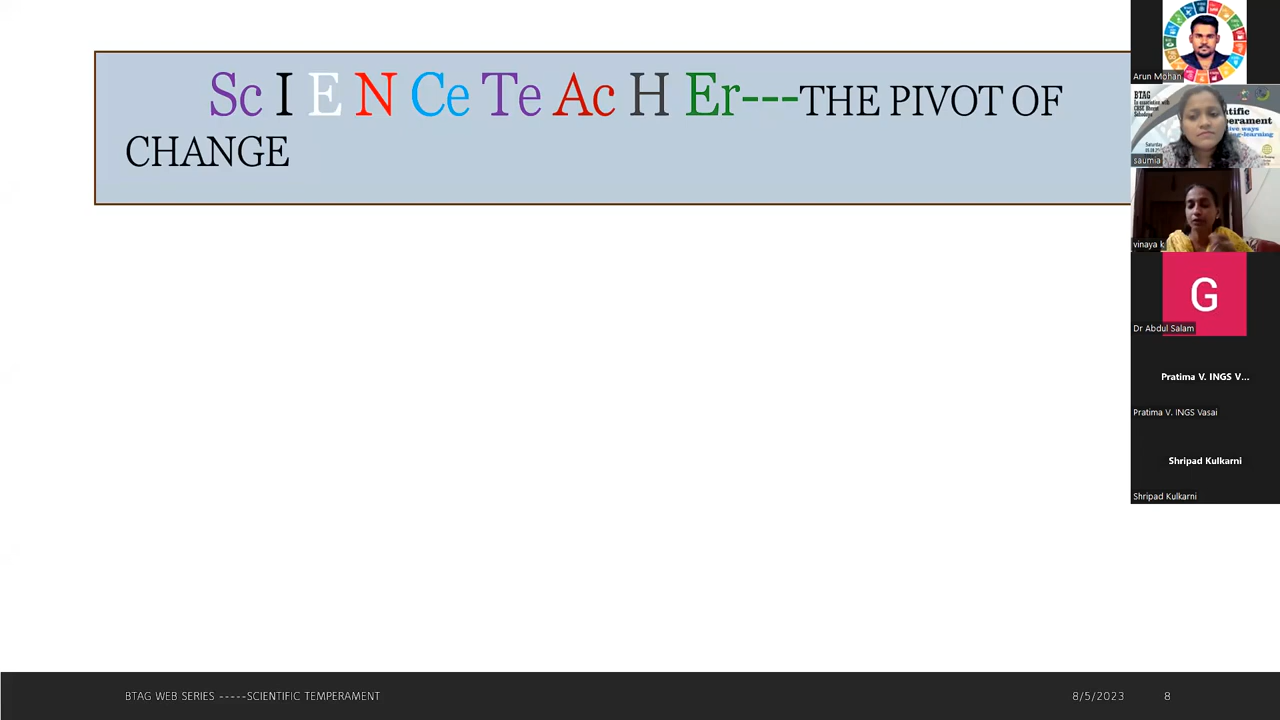 Sc I E N Ce Te Ac H Er---THE PIVOT OF
CHANGE
Arun Mohan
BTAG
saumia
vinaya k
G
Dr Abdul Salam
Pratima V. INGS V...
Pratima V. INGS Vasai
Shripad Kulkarni
Shripad Kulkarni
BTAG WEB SERIES -----SCIENTIFIC TEMPERAMENT
8/5/2023
8